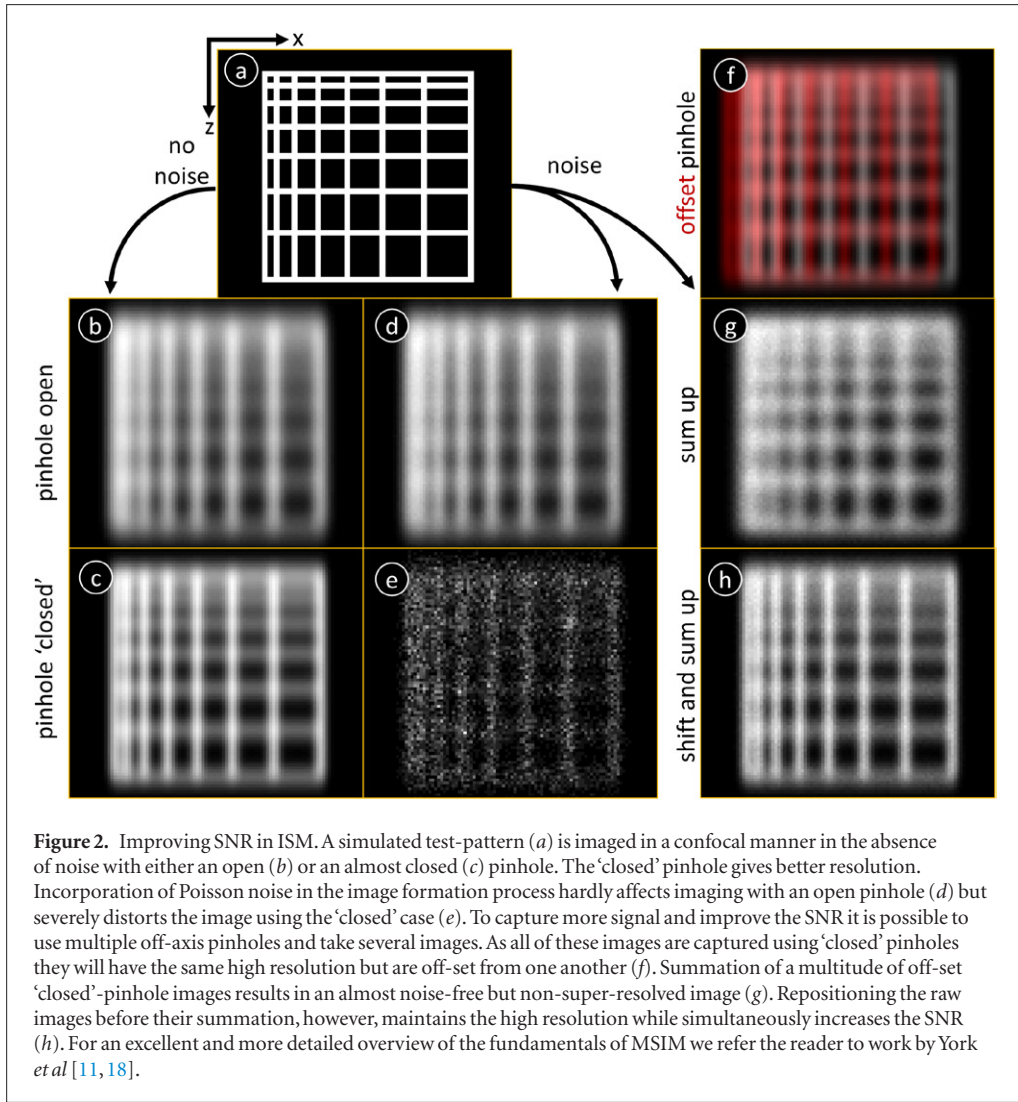 x
a
z
no
noise
noise
f
offset pinhole
b
d
g
pinhole open
sum up
c
e
h
pinhole 'closed'
shift and sum up
Figure 2. Improving SNR in ISM. A simulated test-pattern (a) is imaged in a confocal manner in the absence
of noise with either an open (b) or an almost closed (c) pinhole. The 'closed' pinhole gives better resolution.
Incorporation of Poisson noise in the image formation process hardly affects imaging with an open pinhole (d) but
severely distorts the image using the 'closed' case (e). To capture more signal and improve the SNR it is possible to
use multiple off-axis pinholes and take several images. As all of these images are captured using 'closed' pinholes
they will have the same high resolution but are off-set from one another (f). Summation of a multitude of off-set
'closed'-pinhole images results in an almost noise-free but non-super-resolved image (g). Repositioning the raw
images before their summation, however, maintains the high resolution while simultaneously increases the SNR
(h). For an excellent and more detailed overview of the fundamentals of MSIM we refer the reader to work by York
et al [11, 18].